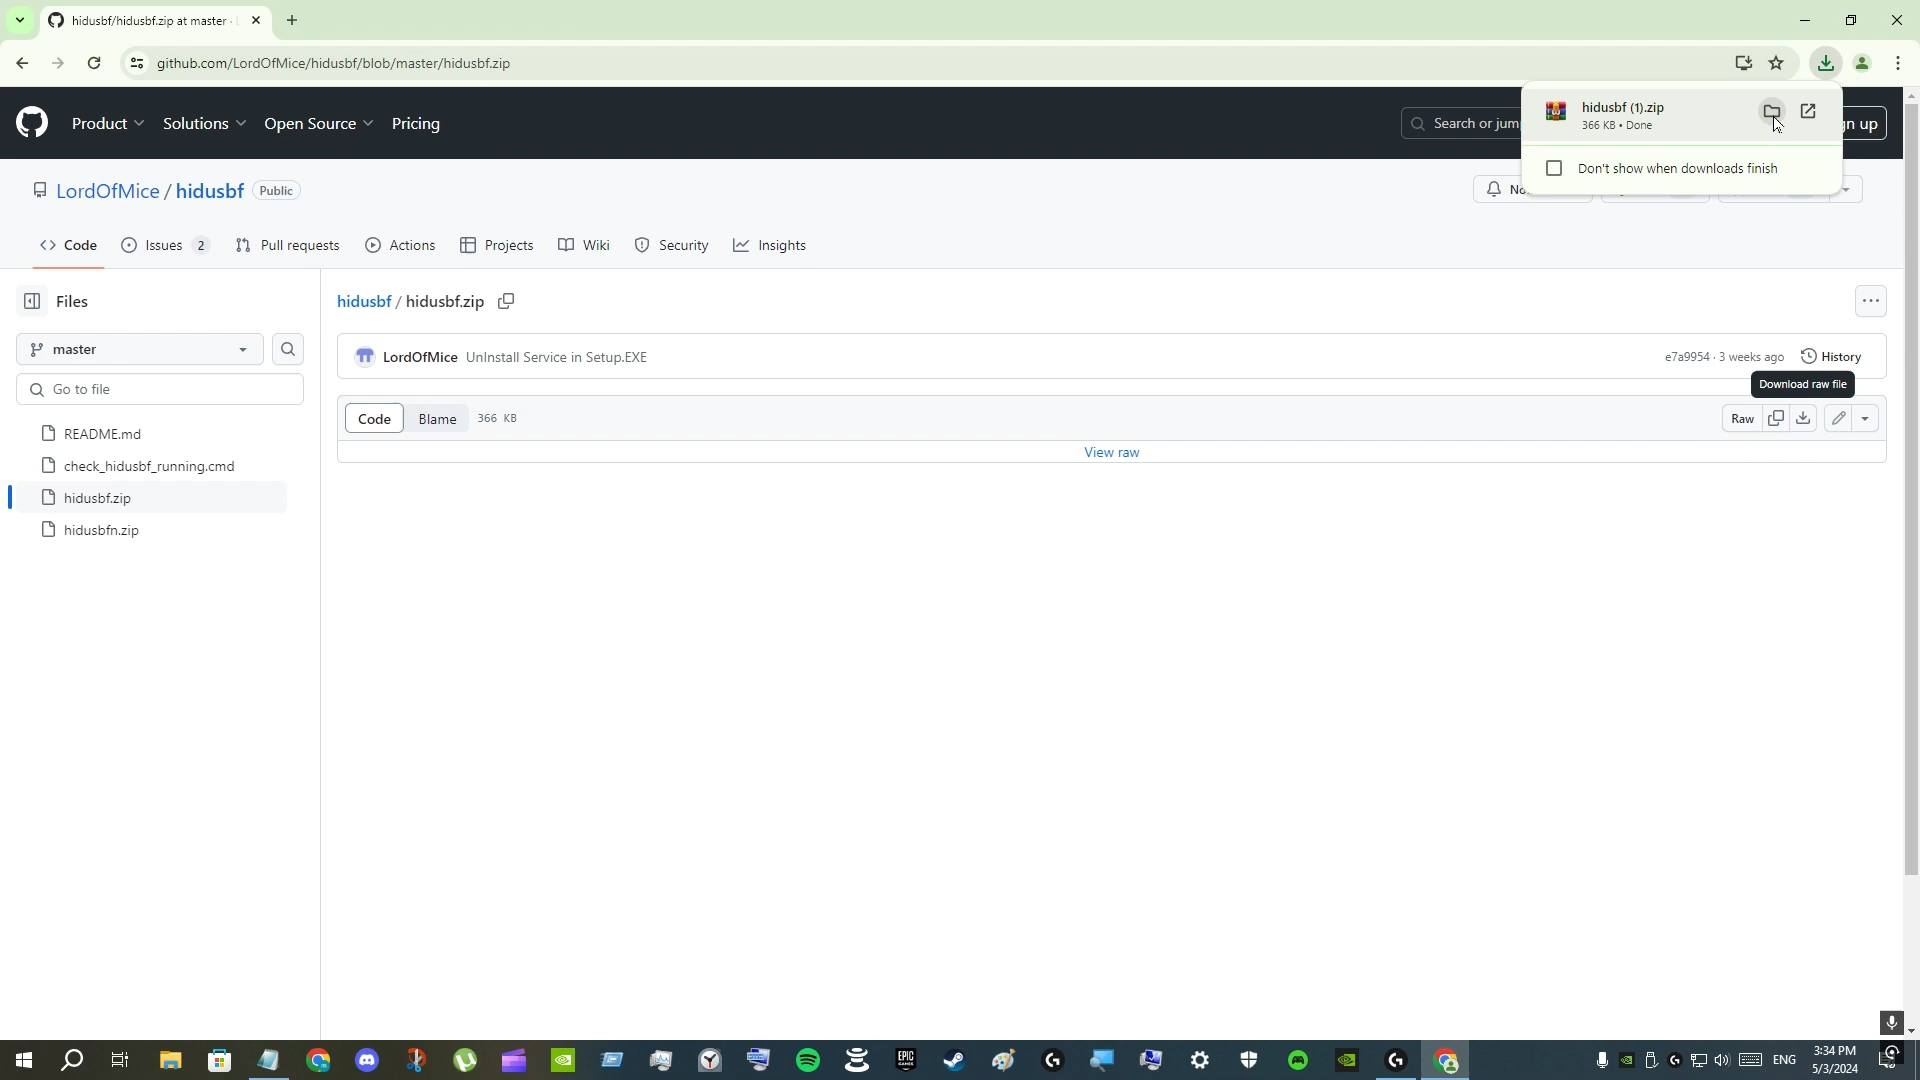 hidusbf/hidusbf.zip at master ·
github.com/LordOfMice/hidusbf/blob/master/hidusbf.zip
hidusbf (1).zip
366 KB • Done
Don't show when downloads finish
Product Solutions Open Source Pricing
Search or jump
gn up
LordOfMice / hidusbf Public
No
Code Issues 2 Pull requests Actions Projects Wiki Security Insights
Files
master
Go to file
README.md
check_hidusbf_running.cmd
hidusbf.zip
hidusbfn.zip
hidusbf / hidusbf.zip
LordOfMice UnInstall Service in Setup.EXE
e7a9954 · 3 weeks ago History
Download raw file
Code Blame 366 KB
Raw
View raw
EPIC GAMES
ENG
3:34 PM
5/3/2024